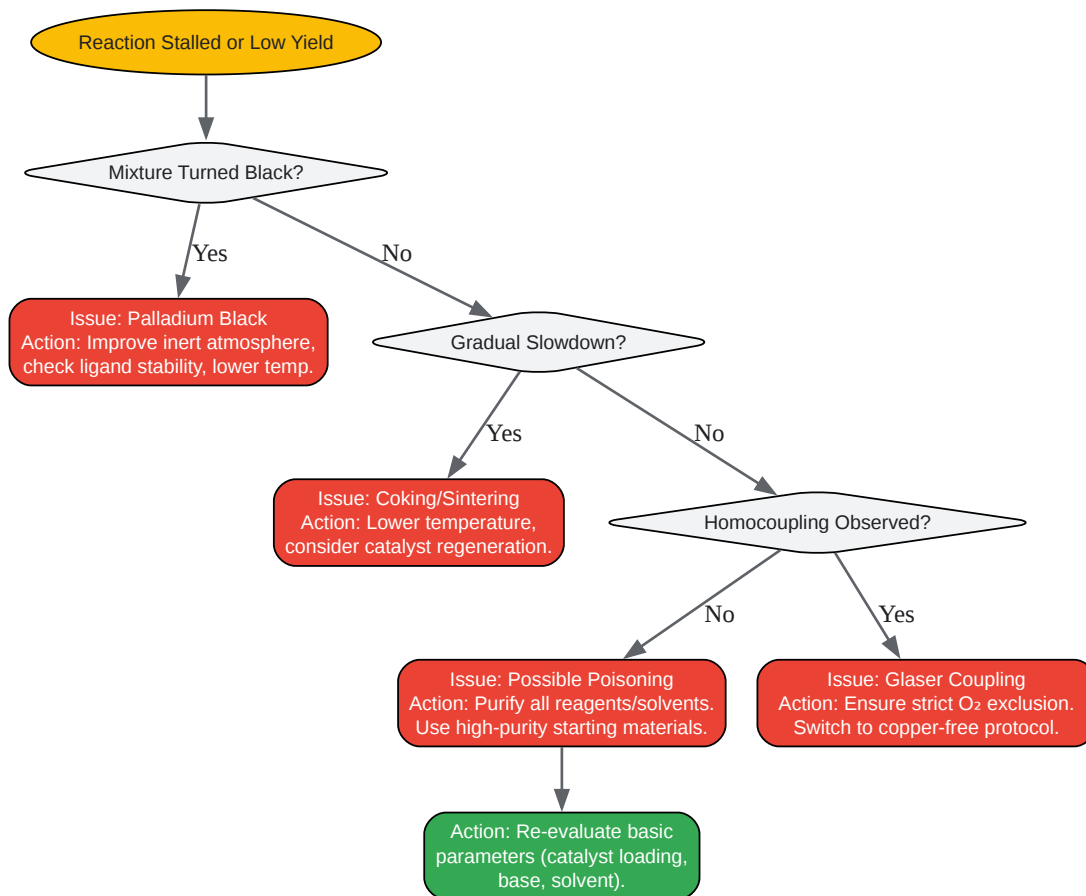 Reaction Stalled or Low Yield
Mixture Turned Black?
Yes
No
Issue: Palladium Black
Action: Improve inert atmosphere,
check ligand stability, lower temp.
Gradual Slowdown?
Yes
No
Issue: Coking/Sintering
Action: Lower temperature,
consider catalyst regeneration.
Homocoupling Observed?
No
Yes
Issue: Possible Poisoning
Action: Purify all reagents/solvents.
Use high-purity starting materials.
Issue: Glaser Coupling
Action: Ensure strict O₂ exclusion.
Switch to copper-free protocol.
Action: Re-evaluate basic
parameters (catalyst loading,
base, solvent).